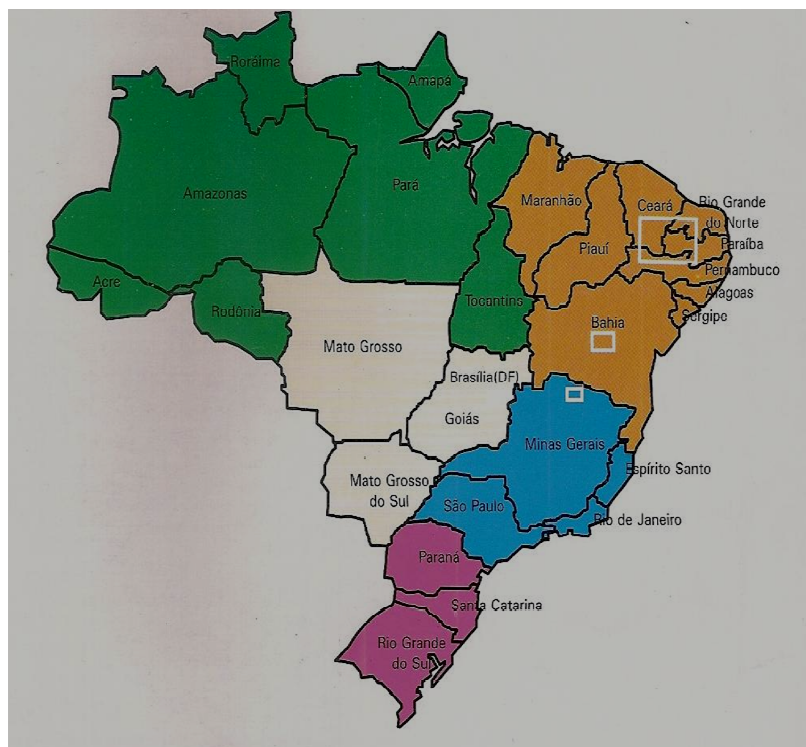 Roráima
Amapá
Amazonas
Pará
Maranhão
Ceará
Rio Grande
do Norte
Paraíba
Piauí
Pernambuco
Acre
Rudônia
Tocantins
Alagoas
Sergipe
Bahia
Mato Grosso
Brasília(DF)
Goiás
Minas Gerais
Espírito Santo
Mato Grosso
do Sul
São Paulo
Rio de Janeiro
Paraná
Santa Catarina
Rio Grande
do Sul